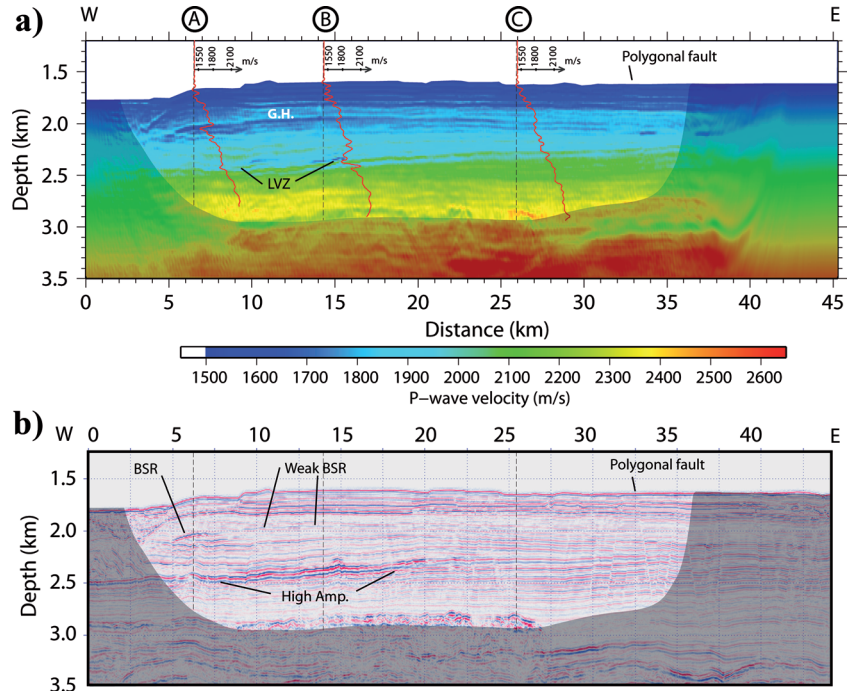 a)
W
A
B
C
E
1550
1800
2100
m/s
1550
1800
2100
m/s
1550
1800
2100
m/s
Polygonal fault
G.H.
LVZ
Depth (km)
1.5
2.0
2.5
3.0
3.5
0 5 10 15 20 25 30 35 40 45
Distance (km)
1500 1600 1700 1800 1900 2000 2100 2200 2300 2400 2500 2600
P−wave velocity (m/s)
b)
W
0 5 10 15 20 25 30 35 40
E
BSR
Weak BSR
Polygonal fault
High Amp.
Depth (km)
1.5
2.0
2.5
3.0
3.5